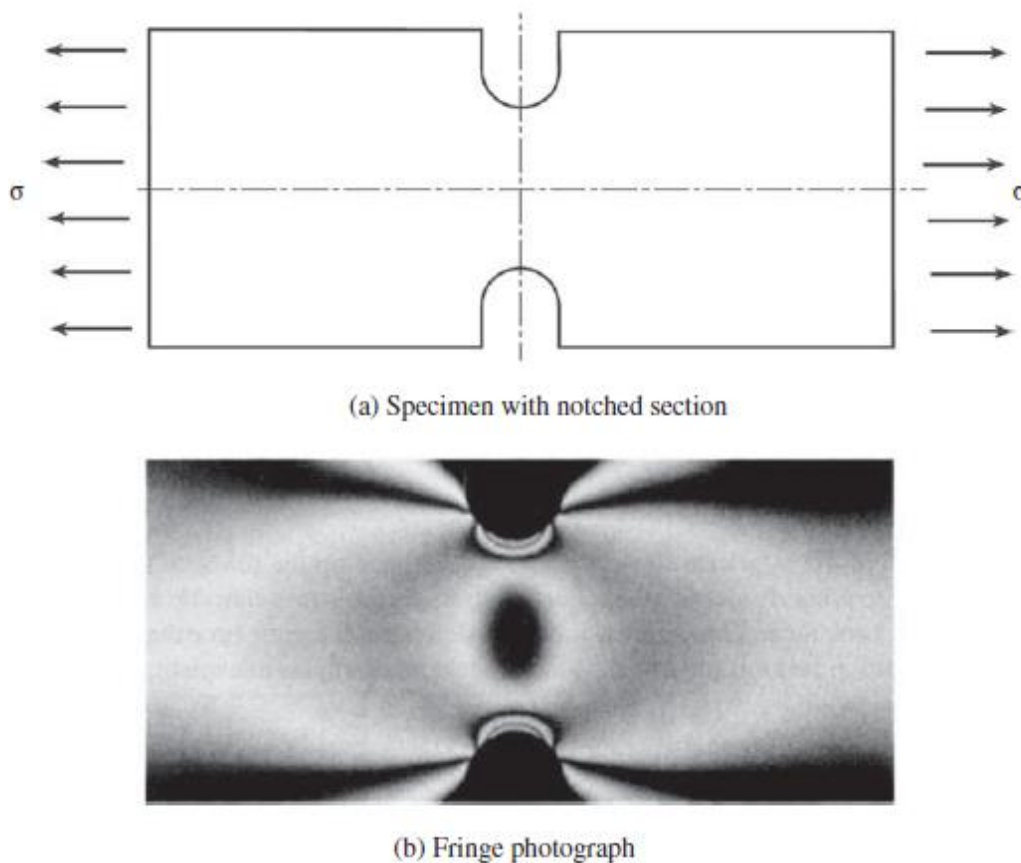 σ
σ
(a) Specimen with notched section
(b) Fringe photograph